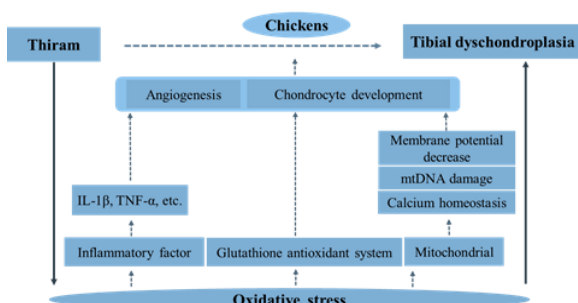 Chickens
Thiram
Tibial dyschondroplasia
Angiogenesis
Chondrocyte development
Membrane potential
decrease
mtDNA damage
Calcium homeostasis
IL-1β, TNF-α, etc.
Inflammatory factor
Glutathione antioxidant system
Mitochondrial
Oxidative stress